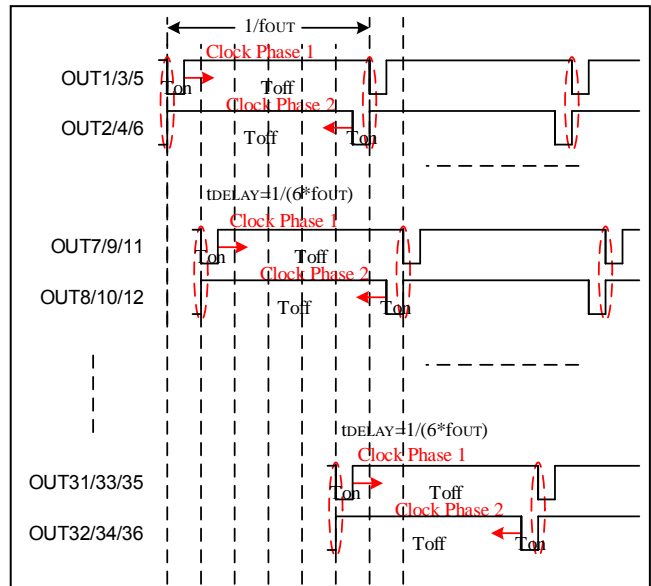 1/fOUT
Clock Phase 1
OUT1/3/5
Ton
Toff
Clock Phase 2
OUT2/4/6
Toff
Ton
tDELAY=1/(6*fOUT)
Clock Phase 1
OUT7/9/11
Ton
Toff
Clock Phase 2
OUT8/10/12
Toff
Ton
tDELAY=1/(6*fOUT)
Clock Phase 1
OUT31/33/35
Ton
Toff
Clock Phase 2
OUT32/34/36
Toff
Ton